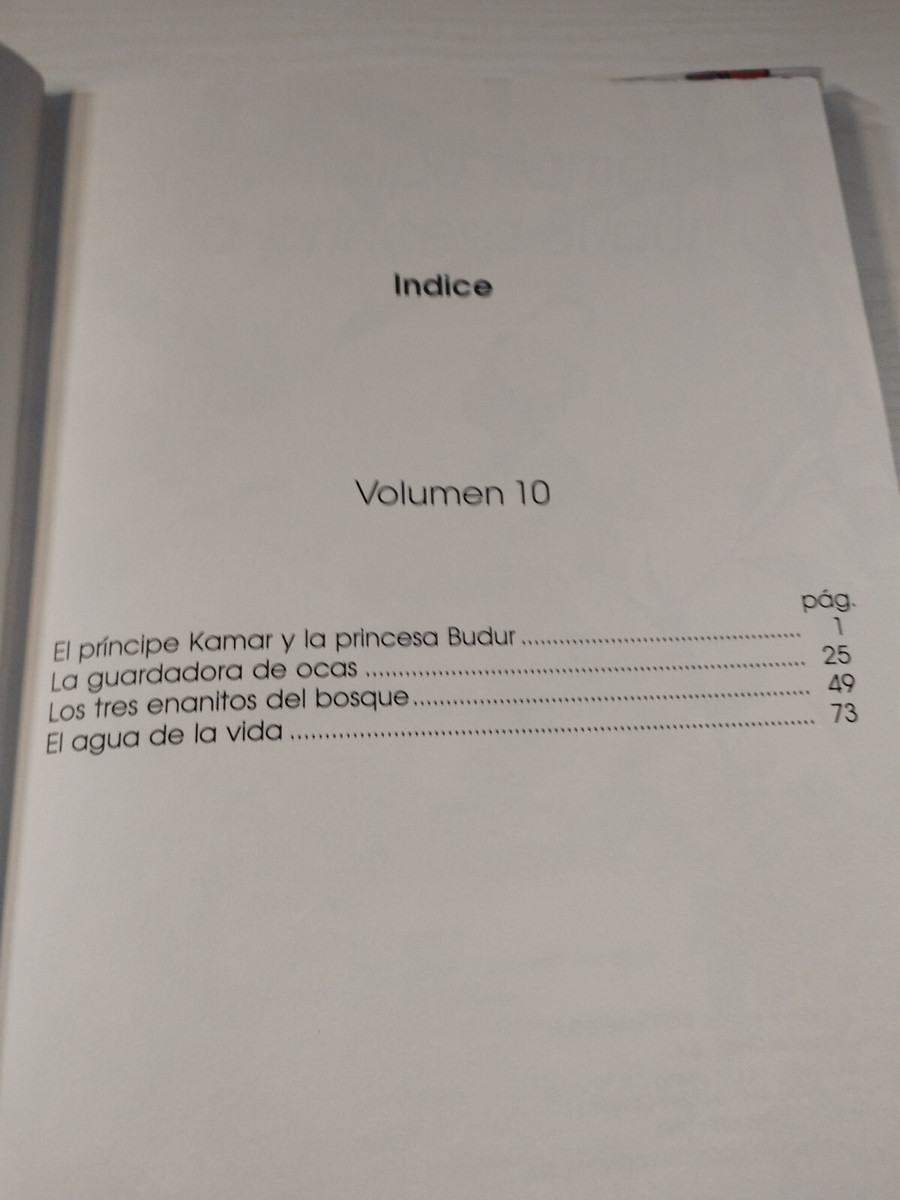 Indice
Volumen 10
pág.
El príncipe Kamar y la princesa Budur ........................................... 1
La guardadora de ocas ..................................................................... 25
Los tres enanitos del bosque ............................................................. 49
El agua de la vida ................................................................................ 73